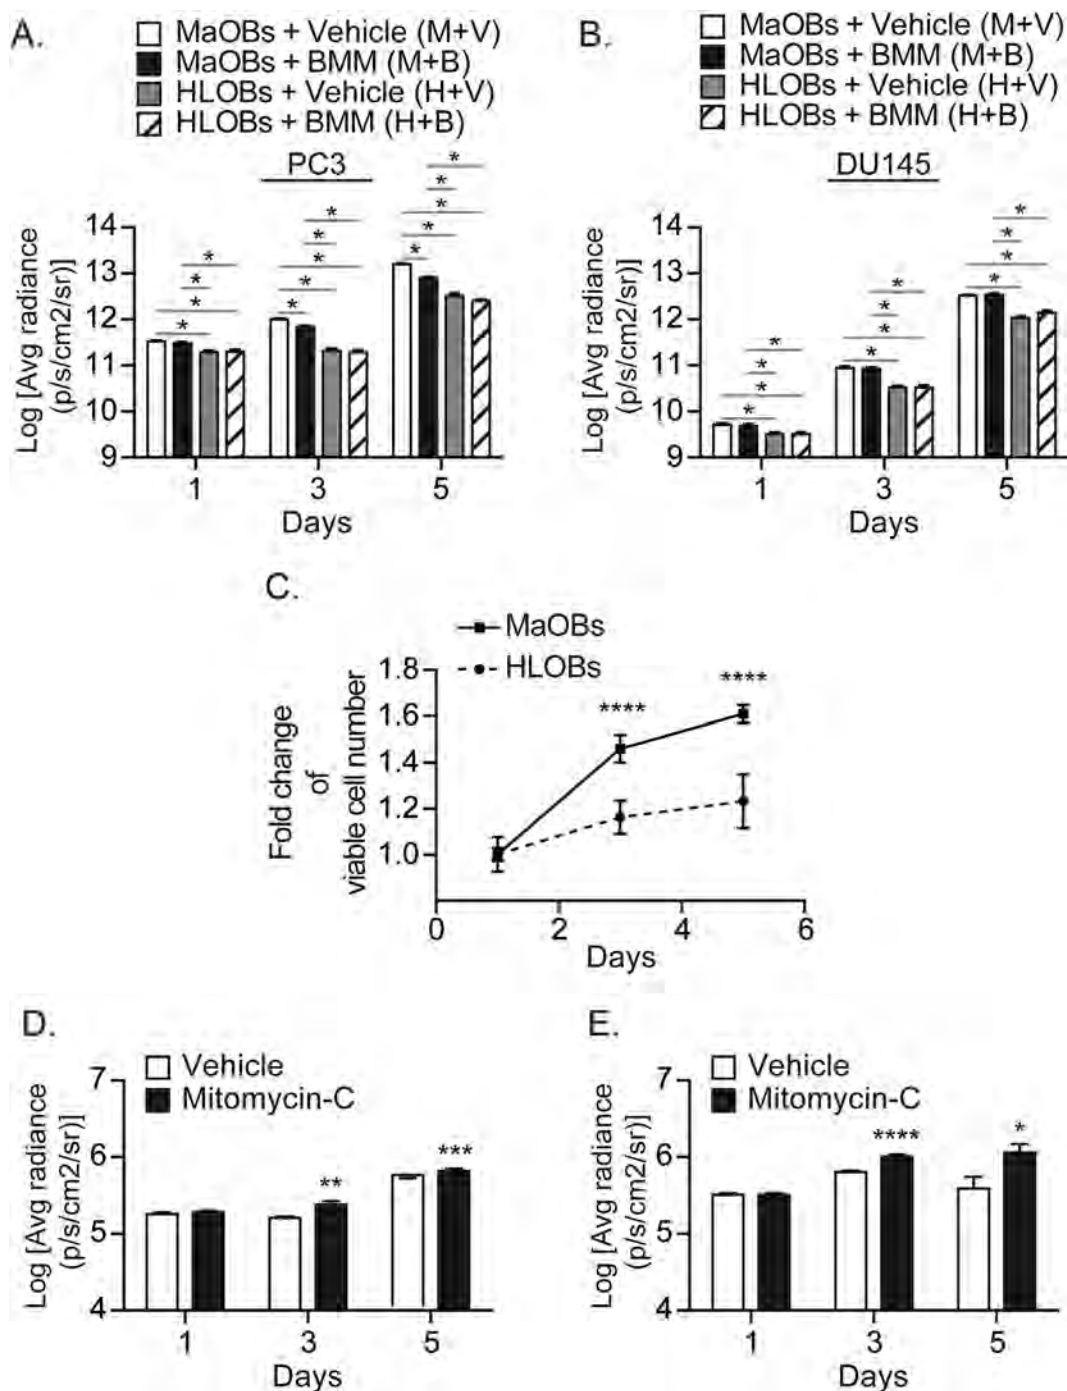 A.
MaOBs + Vehicle (M+V)
MaOBs + BMM (M+B)
HLOBs + Vehicle (H+V)
HLOBs + BMM (H+B)
PC3
* * * *
* * *
* * *
* * *
* *
Log [Avg radiance
(p/s/cm2/sr)]
14
13
12
11
10
9
1 3 5
Days
B.
MaOBs + Vehicle (M+V)
MaOBs + BMM (M+B)
HLOBs + Vehicle (H+V)
HLOBs + BMM (H+B)
DU145
* * *
* * *
* * *
* * *
Log [Avg radiance
(p/s/cm2/sr)]
14
13
12
11
10
9
1 3 5
Days
C.
MaOBs
HLOBs
Fold change
of
viable cell number
1.8
1.6
1.4
1.2
1.0
**** ****
0 2 4 6
Days
D.
Vehicle
Mitomycin-C
Log [Avg radiance
(p/s/cm2/sr)]
7
6
5
4
** ***
1 3 5
Days
E.
Vehicle
Mitomycin-C
Log [Avg radiance
(p/s/cm2/sr)]
7
6
5
4
**** *
1 3 5
Days